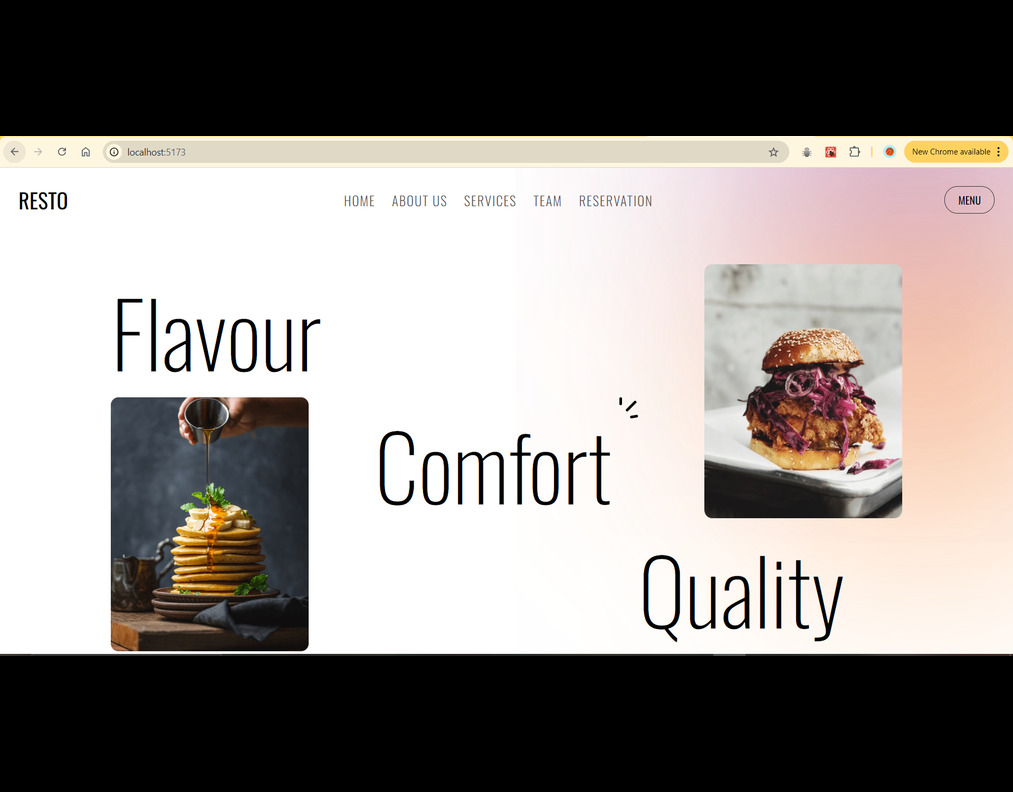 localhost:5173
New Chrome available
RESTO
HOME ABOUT US SERVICES TEAM RESERVATION
MENU
Flavour
Comfort
Quality